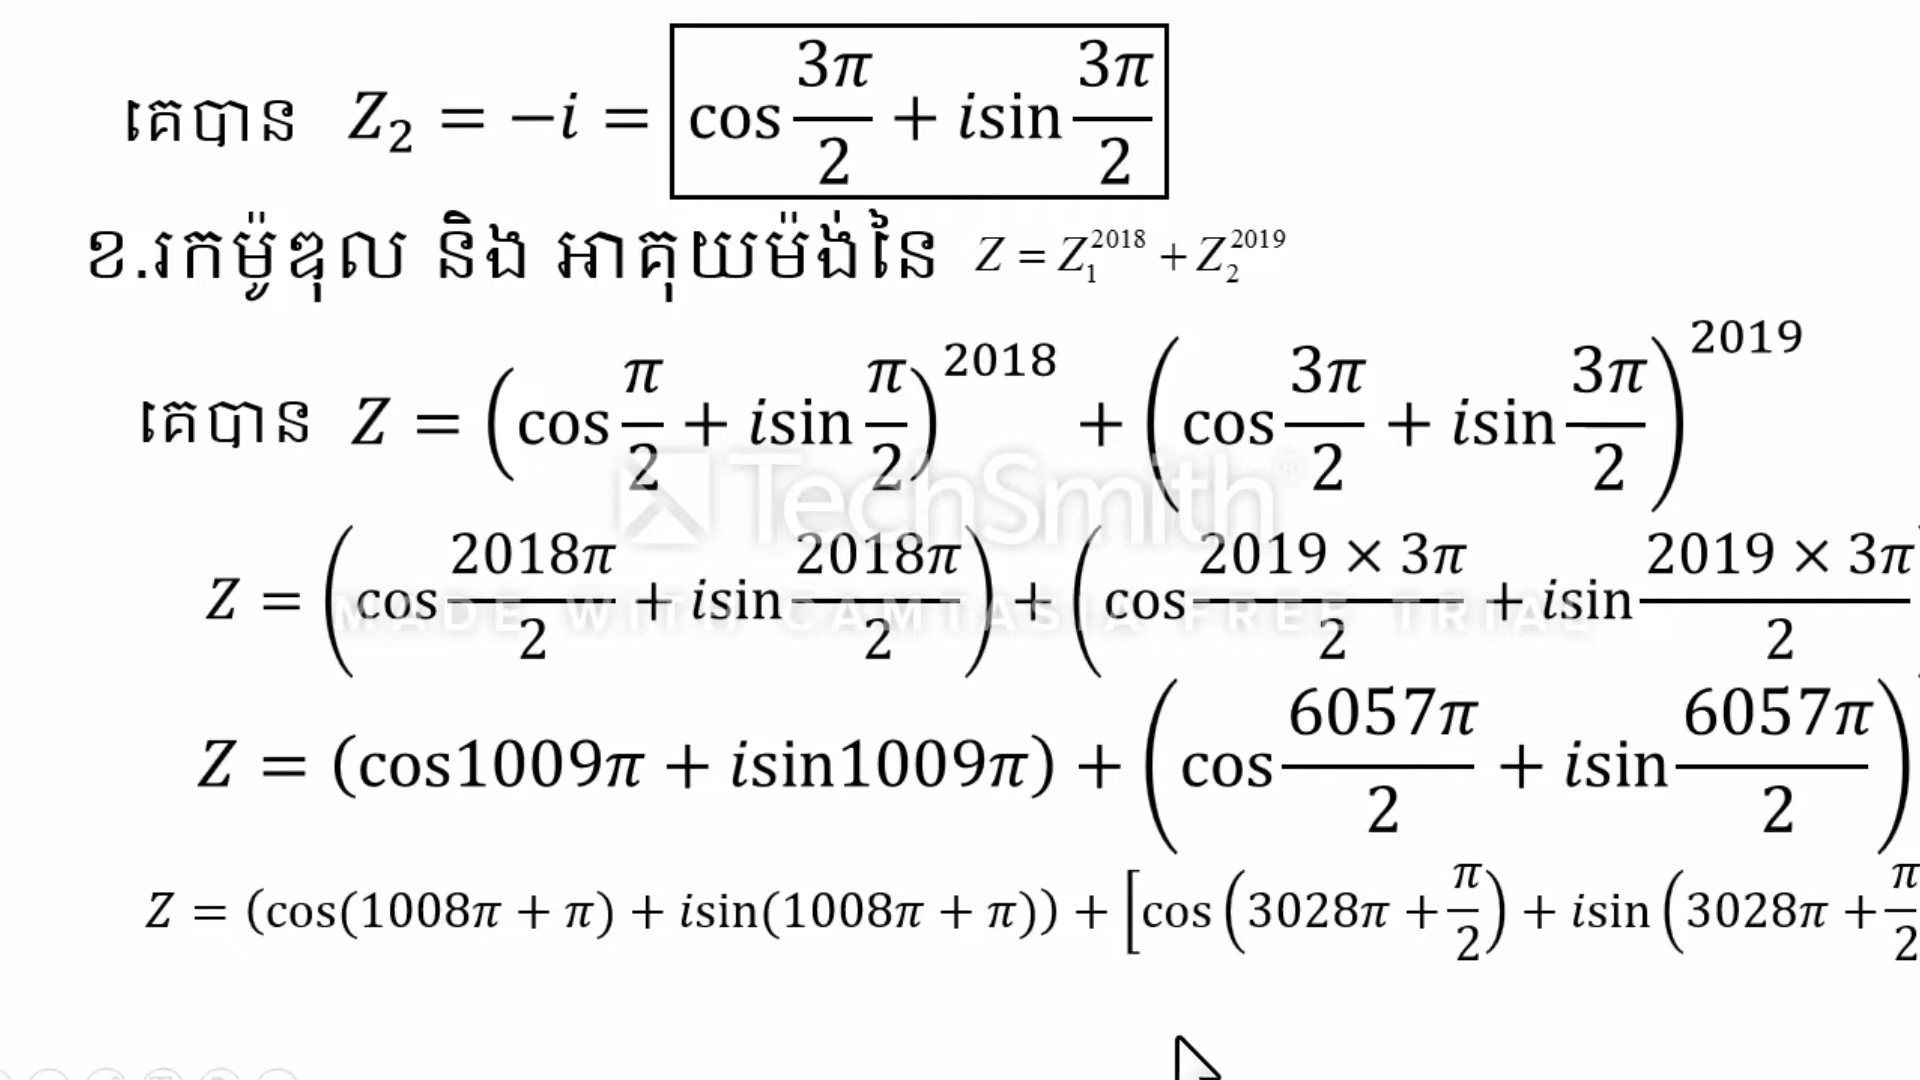 គេបាន Z₂ = −i = cos 3π/2 + isin 3π/2
ខ.រកម៉ូឌុល និង អាគុយម៉ង់នៃ Z = Z₁²⁰¹⁸ + Z₂²⁰¹⁹
គេបាន Z = (cos π/2 + isin π/2)²⁰¹⁸ + (cos 3π/2 + isin 3π/2)²⁰¹⁹
TechSmith
Z = (cos 2018π/2 + isin 2018π/2) + (cos 2019 × 3π/2 + isin 2019 × 3π/2
MADE WITH CAMTASIA FREE TRIAL
Z = (cos1009π + isin1009π) + (cos 6057π/2 + isin 6057π/2)
Z = (cos(1008π + π) + isin(1008π + π)) + [cos (3028π + π/2) + isin (3028π + π/2